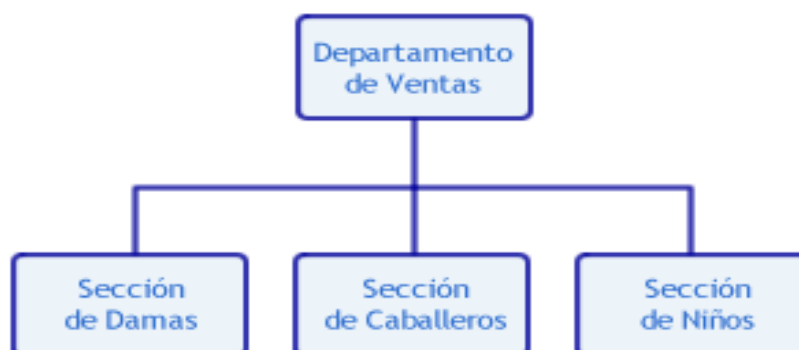 Departamento
de Ventas
Sección
de Damas
Sección
de Caballeros
Sección
de Niños